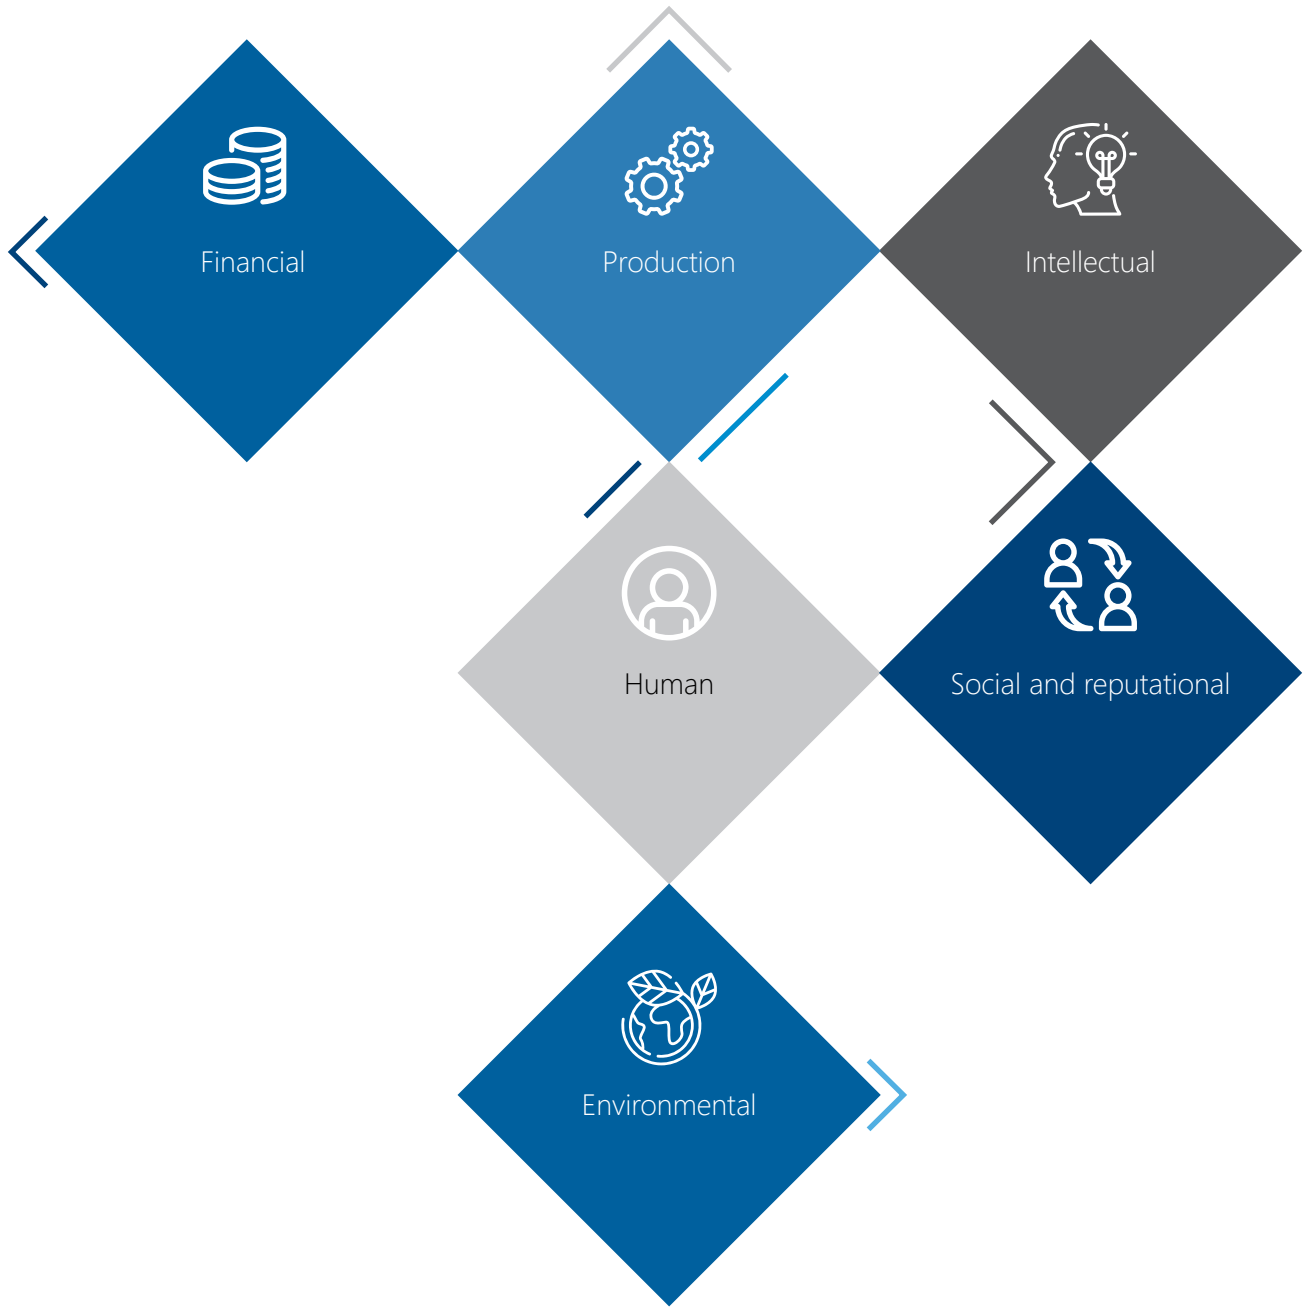 Financial
Production
Intellectual
Human
Social and reputational
Environmental